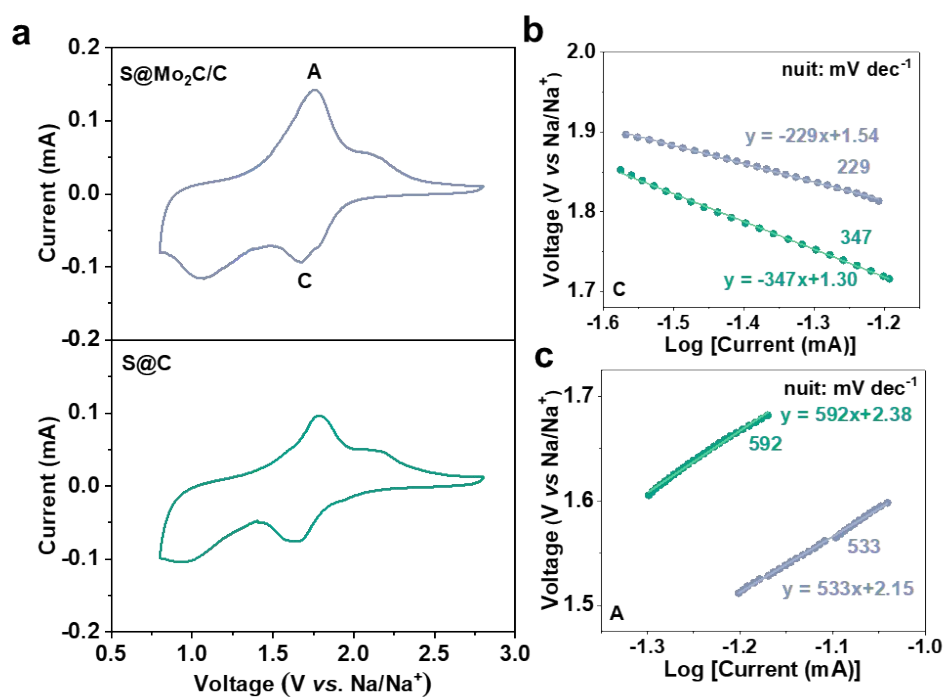 a
0.2
0.1
0.0
-0.1
-0.2
S@Mo₂C/C
A
C
Current (mA)
S@C
0.1
0.0
-0.1
-0.2
Current (mA)
0.5 1.0 1.5 2.0 2.5 3.0
Voltage (V vs. Na/Na⁺)
b
2.0
1.9
1.8
1.7
Voltage (V vs Na/Na⁺)
nuit: mV dec⁻¹
y = -229x+1.54
229
347
y = -347x+1.30
C
-1.6 -1.5 -1.4 -1.3 -1.2
Log [Current (mA)]
c
1.7
1.6
1.5
Voltage (V vs Na/Na⁺)
nuit: mV dec⁻¹
y = 592x+2.38
592
533
y = 533x+2.15
A
-1.3 -1.2 -1.1 -1.0
Log [Current (mA)]